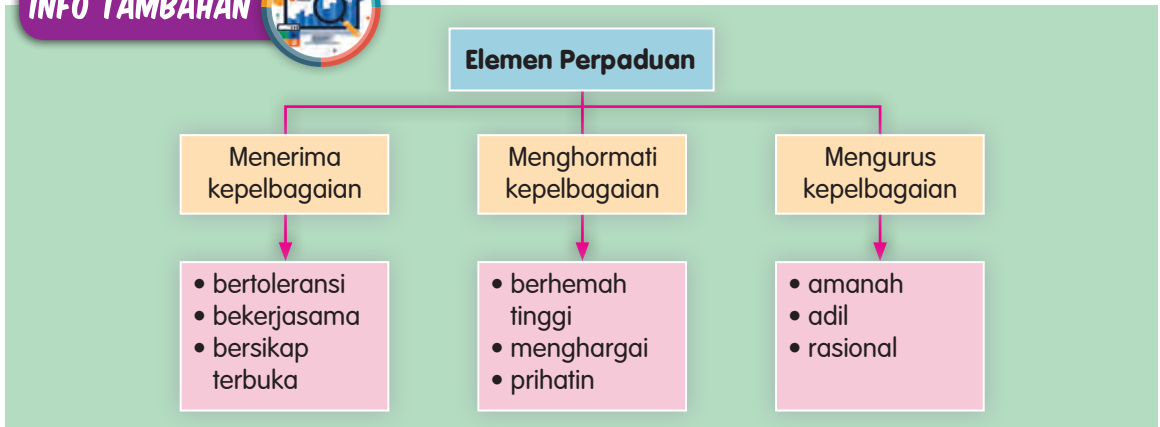 INFO TAMBAHAN
Elemen Perpaduan
Menerima
kepelbagaian
Menghormati
kepelbagaian
Mengurus
kepelbagaian
• bertoleransi
• bekerjasama
• bersikap
terbuka
• berhemah
tinggi
• menghargai
• prihatin
• amanah
• adil
• rasional